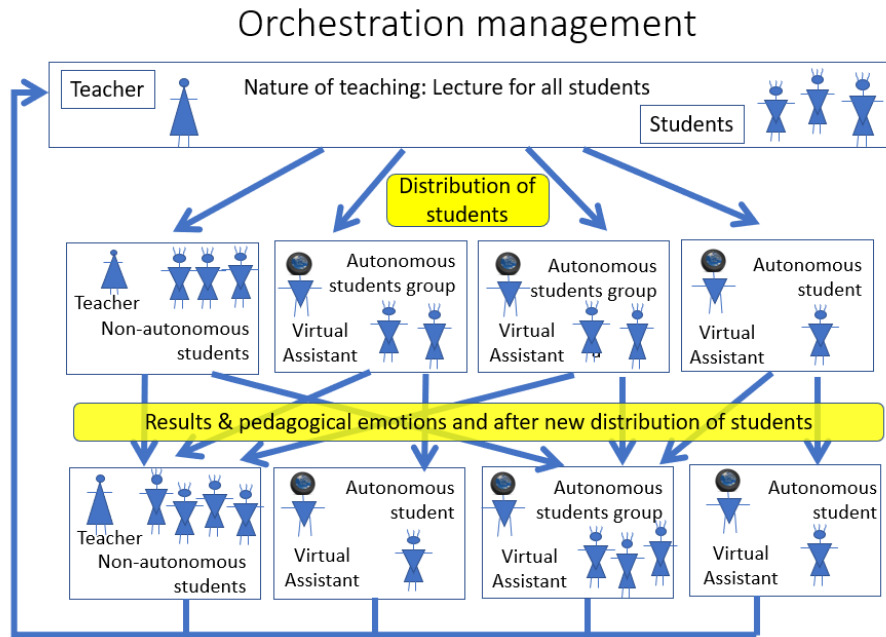 Orchestration management
Teacher
Nature of teaching: Lecture for all students
Students
Distribution of
students
Teacher
Non-autonomous
students
Autonomous
students group
Virtual
Assistant
Autonomous
students group
Virtual
Assistant
Autonomous
student
Virtual
Assistant
Results & pedagogical emotions and after new distribution of students
Teacher
Non-autonomous
students
Autonomous
student
Virtual
Assistant
Autonomous
students group
Virtual
Assistant
Autonomous
student
Virtual
Assistant